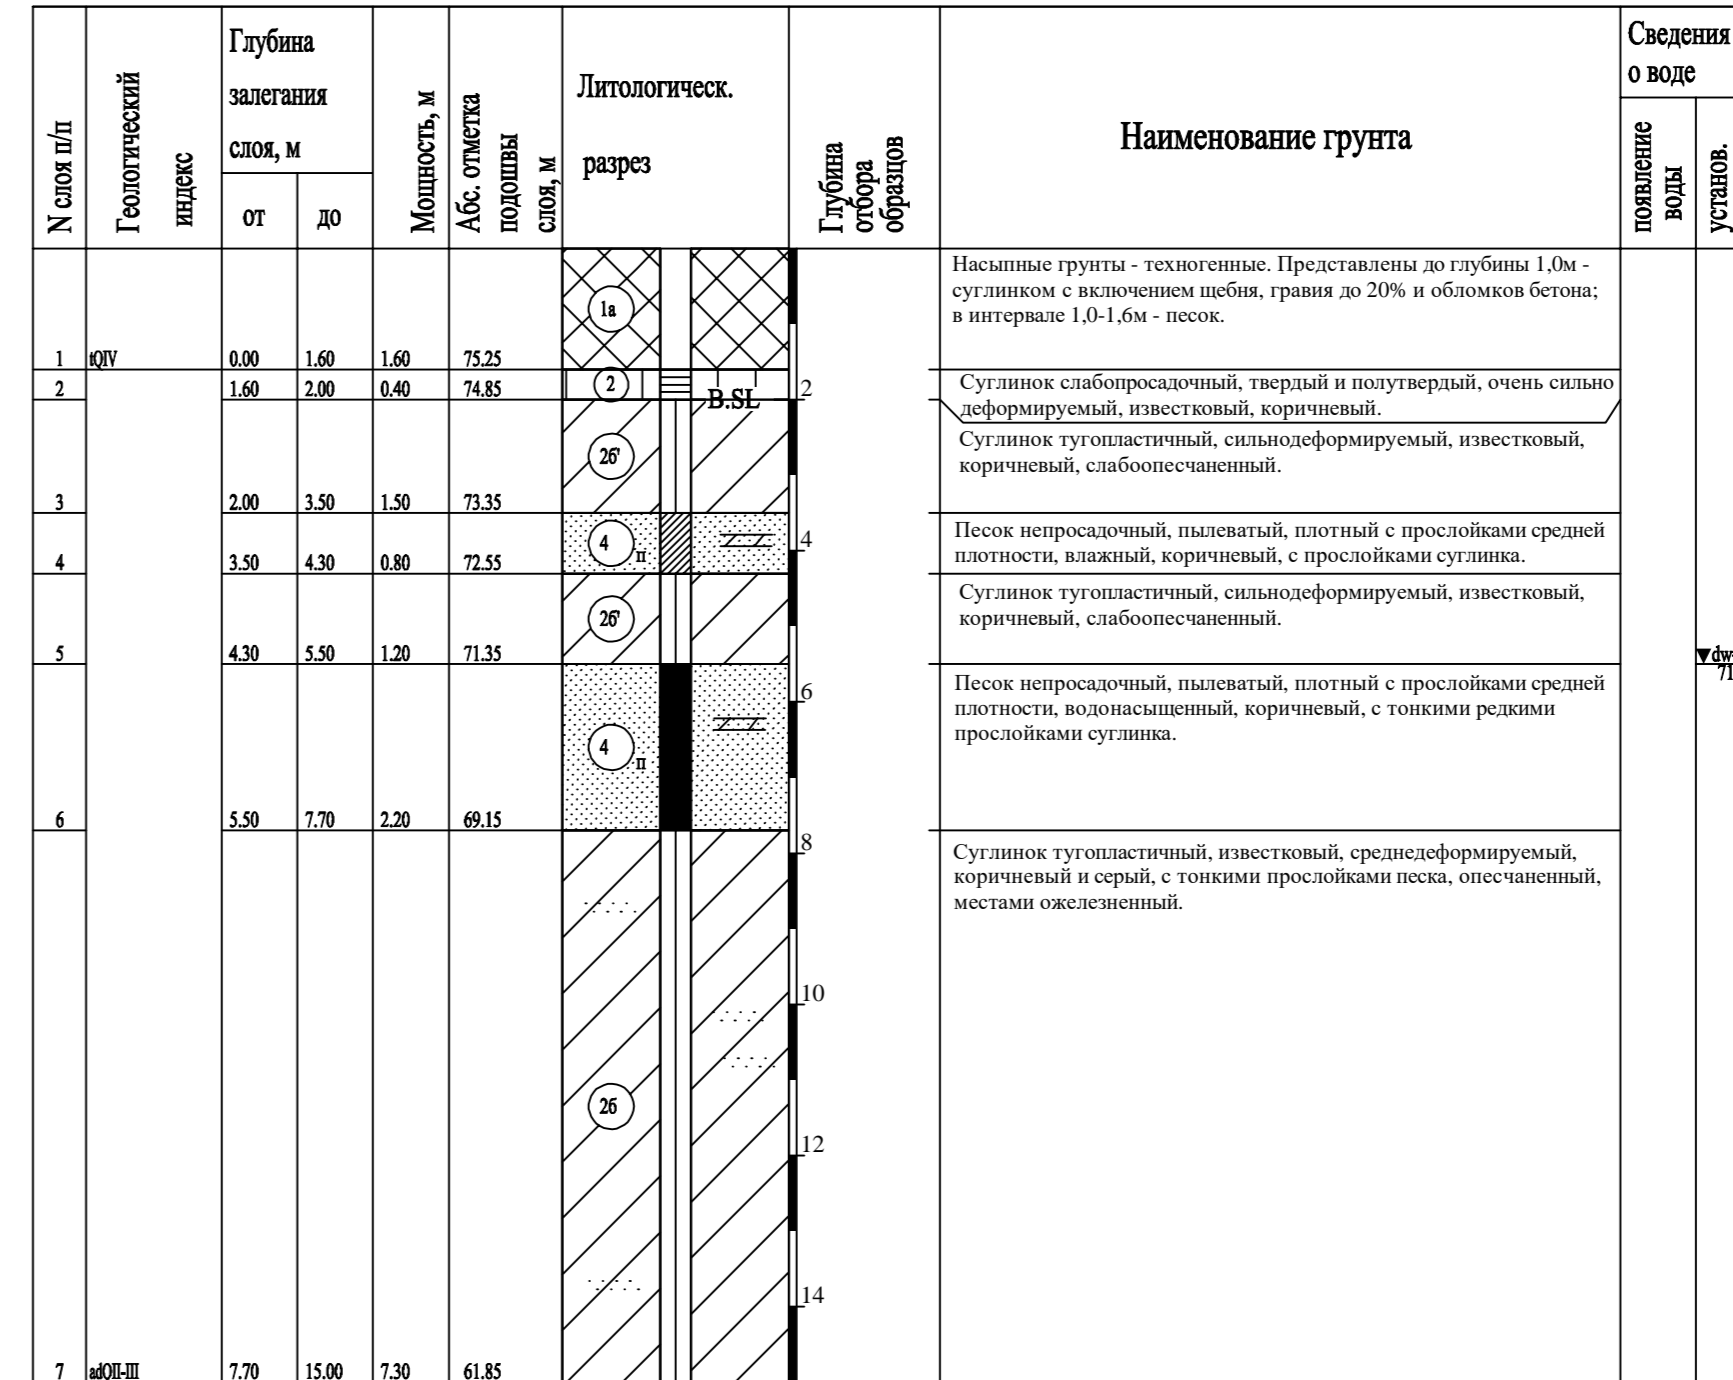 N слоя п/п
Геологический
индекс
Глубина
залегания
слоя, м
от
до
Мощность, м
Абс. отметка
подошвы
слоя, м
Литологическ.
разрез
Глубина
отбора
образцов
Наименование грунта
Сведения
о воде
появление
воды
установ.
Насыпные грунты - техногенные. Представлены до глубины 1,0м -
суглинком с включением щебня, гравия до 20% и обломков бетона;
в интервале 1,0-1,6м - песок.
1а
1 tQIV 0.00 1.60 1.60 75.25
Суглинок слабопросадочный, твердый и полутвердый, очень сильно
деформируемый, известковый, коричневый.
2 1.60 2.00 0.40 74.85 2 B.SL 2
Суглинок тугопластичный, сильнодеформируемый, известковый,
коричневый, слабоопесчаненный.
2б'
3 2.00 3.50 1.50 73.35
Песок непросадочный, пылеватый, плотный с прослойками средней
плотности, влажный, коричневый, с прослойками суглинка.
4 п 4
4 3.50 4.30 0.80 72.55
Суглинок тугопластичный, сильнодеформируемый, известковый,
коричневый, слабоопесчаненный.
2б'
5 4.30 5.50 1.20 71.35
dw
71
Песок непросадочный, пылеватый, плотный с прослойками средней
плотности, водонасыщенный, коричневый, с тонкими редкими
прослойками суглинка.
6
4 п
6 5.50 7.70 2.20 69.15
8
Суглинок тугопластичный, известковый, среднедеформируемый,
коричневый и серый, с тонкими прослойками песка, опесчаненный,
местами ожелезненный.
10
2б
12
14
7 adQII-III 7.70 15.00 7.30 61.85